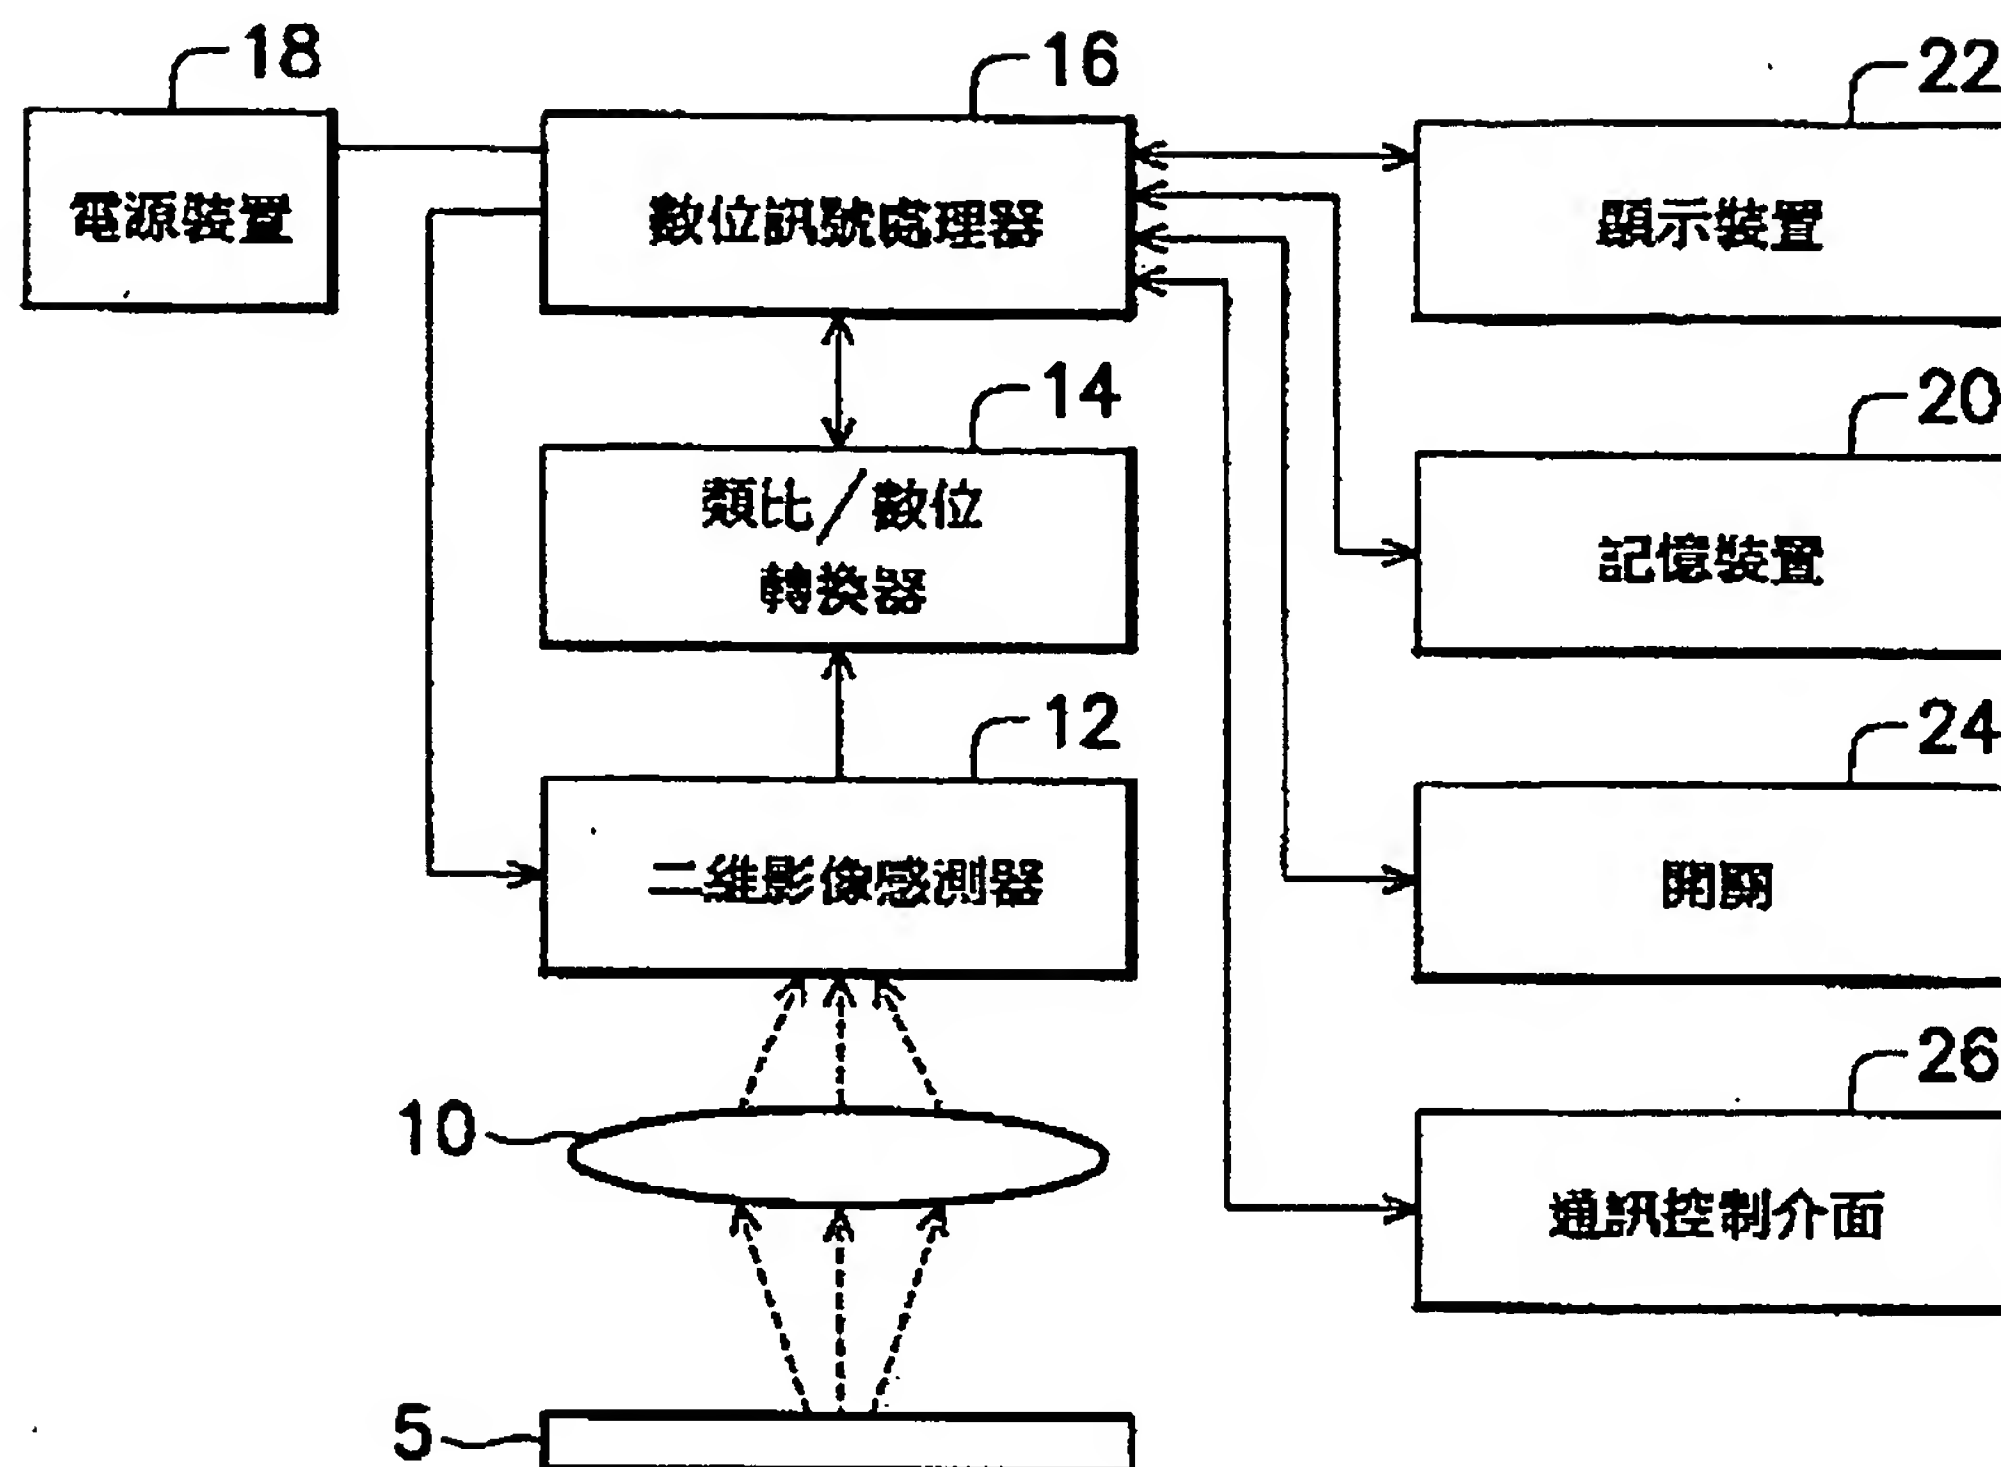 18
16
22
電源裝置
數位訊號處理器
顯示裝置
14
20
類比／數位
轉換器
記憶裝置
12
24
二維影像感測器
開關
26
10
通訊控制介面
5